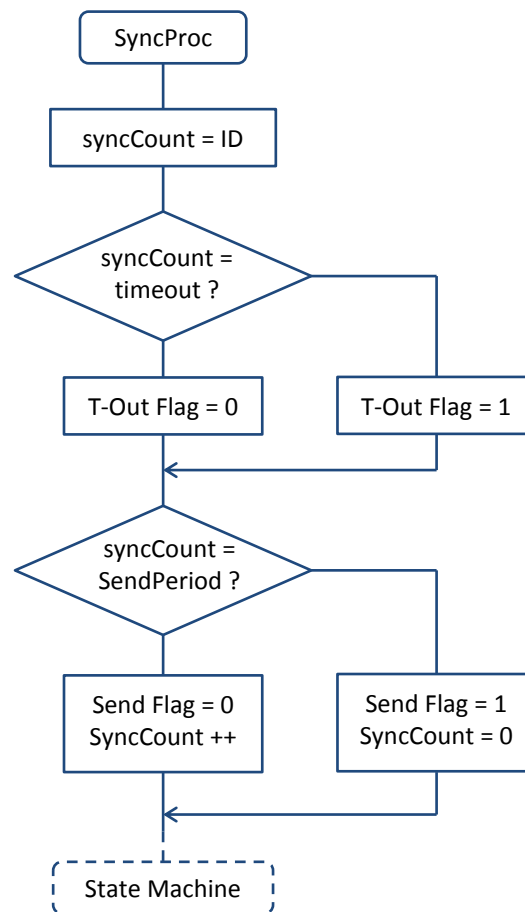 SyncProc
syncCount = ID
syncCount =
timeout ?
T-Out Flag = 0
T-Out Flag = 1
syncCount =
SendPeriod ?
Send Flag = 0
SyncCount ++
Send Flag = 1
SyncCount = 0
State Machine